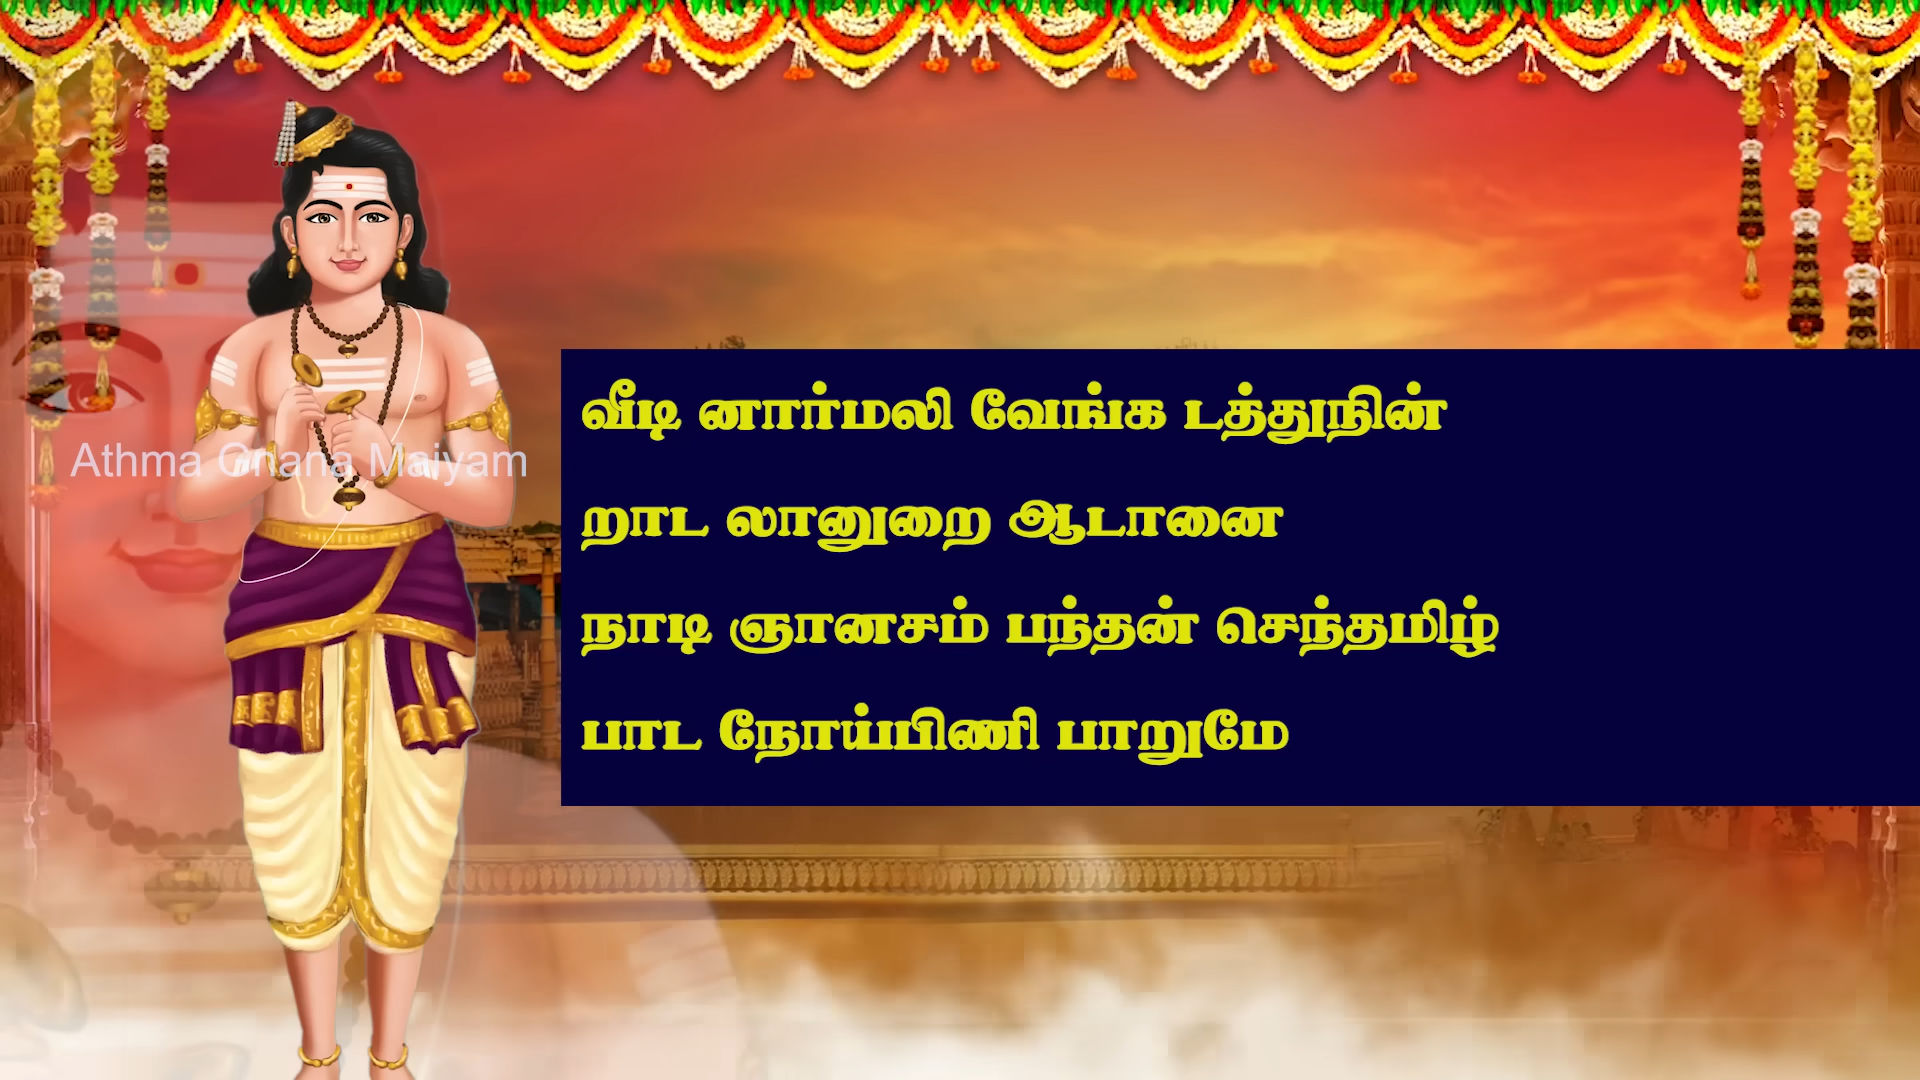 Athma Gnana Maiyam
வீடி னார்மலி வேங்க டத்துநின்
றாட லானுறை ஆடானை
நாடி ஞானசம் பந்தன் செந்தமிழ்
பாட நோய்பிணி பாறுமே